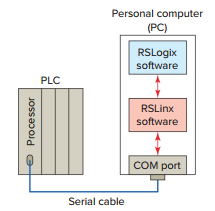 Personal computer
(PC)
RSLogix
software
PLC
Processor
RSLinx
software
COM port
Serial cable